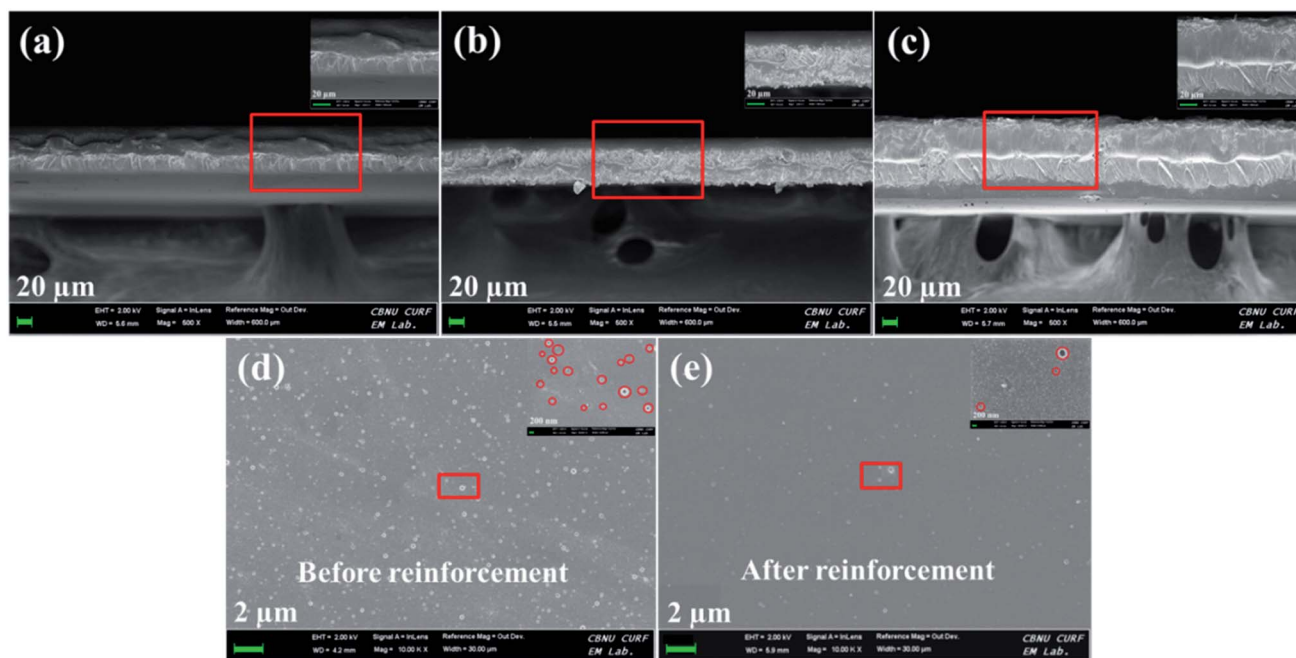 (a)
20 µm
20 µm
EHT = 2.00 kV Signal A = InLens Reference Mag = Out Dev. CBNU CURF
WD = 5.6 mm Mag = 500 X Width = 600.0 µm EM Lab.
(b)
20 µm
20 µm
EHT = 2.00 kV Signal A = InLens Reference Mag = Out Dev. CBNU CURF
WD = 5.5 mm Mag = 500 X Width = 600.0 µm EM Lab.
(c)
20 µm
20 µm
EHT = 2.00 kV Signal A = InLens Reference Mag = Out Dev. CBNU CURF
WD = 5.7 mm Mag = 500 X Width = 600.0 µm EM Lab.
(d)
200 nm
Before reinforcement
2 µm
EHT = 2.00 kV Signal A = InLens Reference Mag = Out Dev. CBNU CURF
WD = 4.2 mm Mag = 10.00 K X Width = 30.00 µm EM Lab.
(e)
200 nm
After reinforcement
2 µm
EHT = 2.00 kV Signal A = InLens Reference Mag = Out Dev. CBNU CURF
WD = 5.9 mm Mag = 10.00 K X Width = 30.00 µm EM Lab.